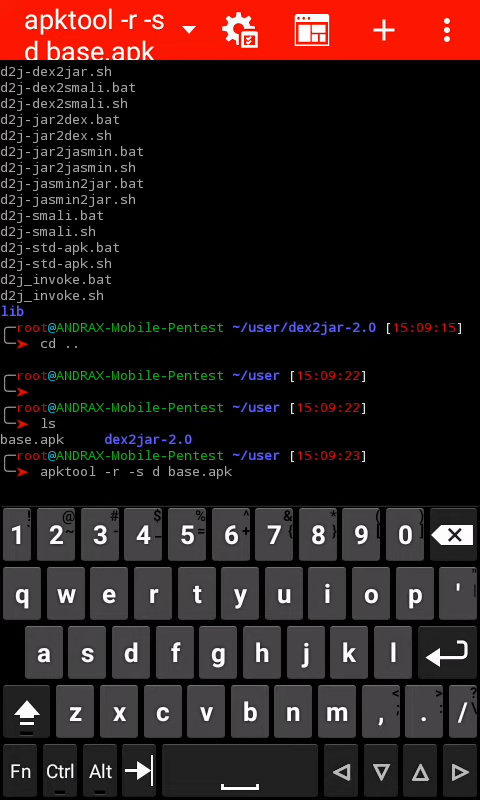 apktool -r -s
d base.apk
d2j-dex2jar.sh
d2j-dex2smali.bat
d2j-dex2smali.sh
d2j-jar2dex.bat
d2j-jar2dex.sh
d2j-jar2jasmin.bat
d2j-jar2jasmin.sh
d2j-jasmin2jar.bat
d2j-jasmin2jar.sh
d2j-smali.bat
d2j-smali.sh
d2j-std-apk.bat
d2j-std-apk.sh
d2j_invoke.bat
d2j_invoke.sh
lib
root@ANDRAX-Mobile-Pentest ~/user/dex2jar-2.0 [15:09:15]
➤ cd ..
root@ANDRAX-Mobile-Pentest ~/user [15:09:22]
➤
root@ANDRAX-Mobile-Pentest ~/user [15:09:22]
➤ ls
base.apk dex2jar-2.0
root@ANDRAX-Mobile-Pentest ~/user [15:09:23]
➤ apktool -r -s d base.apk
! @ # $ % ^ & * ( )
1 2 3 4 5 6 7 8 9 0
~ - _ = + { }
q w e r t y u i o p '
a s d f g h j k l
< > ?
z x c v b n m , . /
; : \
Fn Ctrl Alt